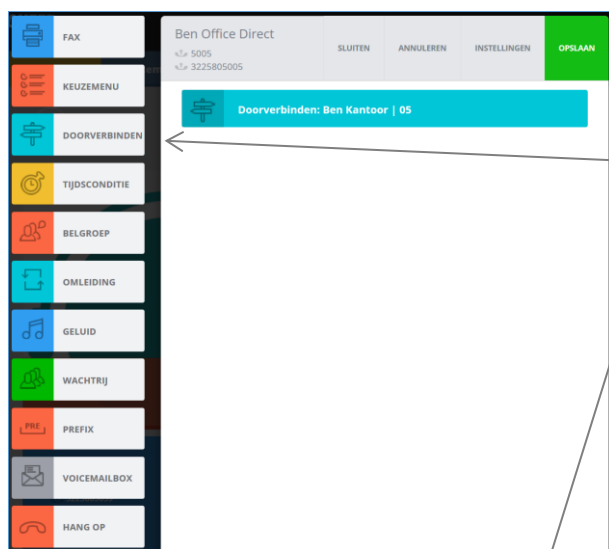 FAX
KEUZEMENU
DOORVERBINDEN
TIJDSCONDITIE
BELGROEP
OMLEIDING
GELUID
WACHTRIJ
PRE
PREFIX
VOICEMAILBOX
HANG OP
Ben Office Direct
5005
3225805005
SLUITEN
ANNULEREN
INSTELLINGEN
OPSLAAN
Doorverbinden: Ben Kantoor | 05